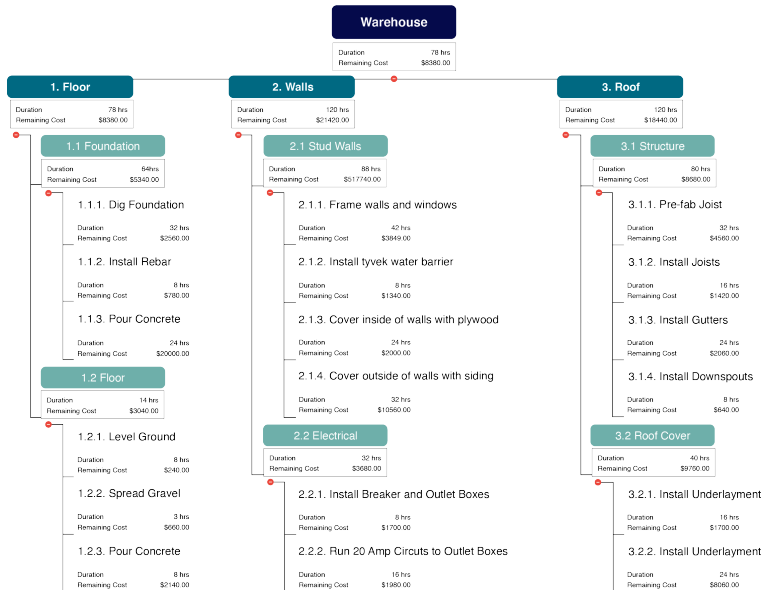 Warehouse
Duration 78 hrs
Remaining Cost $8380.00
1. Floor
Duration 78 hrs
Remaining Cost $8380.00
1.1 Foundation
Duration 64hrs
Remaining Cost $5340.00
1.1.1. Dig Foundation
Duration 32 hrs
Remaining Cost $2560.00
1.1.2. Install Rebar
Duration 8 hrs
Remaining Cost $780.00
1.1.3. Pour Concrete
Duration 24 hrs
Remaining Cost $20000.00
1.2 Floor
Duration 14 hrs
Remaining Cost $3040.00
1.2.1. Level Ground
Duration 8 hrs
Remaining Cost $240.00
1.2.2. Spread Gravel
Duration 3 hrs
Remaining Cost $660.00
1.2.3. Pour Concrete
Duration 8 hrs
Remaining Cost $2140.00
2. Walls
Duration 120 hrs
Remaining Cost $21420.00
2.1 Stud Walls
Duration 88 hrs
Remaining Cost $517740.00
2.1.1. Frame walls and windows
Duration 42 hrs
Remaining Cost $3849.00
2.1.2. Install tyvek water barrier
Duration 8 hrs
Remaining Cost $1340.00
2.1.3. Cover inside of walls with plywood
Duration 24 hrs
Remaining Cost $2000.00
2.1.4. Cover outside of walls with siding
Duration 32 hrs
Remaining Cost $10560.00
2.2 Electrical
Duration 32 hrs
Remaining Cost $3680.00
2.2.1. Install Breaker and Outlet Boxes
Duration 8 hrs
Remaining Cost $1700.00
2.2.2. Run 20 Amp Circuts to Outlet Boxes
Duration 16 hrs
Remaining Cost $1980.00
3. Roof
Duration 120 hrs
Remaining Cost $18440.00
3.1 Structure
Duration 80 hrs
Remaining Cost $8680.00
3.1.1. Pre-fab Joist
Duration 32 hrs
Remaining Cost $4560.00
3.1.2. Install Joists
Duration 16 hrs
Remaining Cost $1420.00
3.1.3. Install Gutters
Duration 24 hrs
Remaining Cost $2060.00
3.1.4. Install Downspouts
Duration 8 hrs
Remaining Cost $640.00
3.2 Roof Cover
Duration 40 hrs
Remaining Cost $9760.00
3.2.1. Install Underlayment
Duration 16 hrs
Remaining Cost $1700.00
3.2.2. Install Underlayment
Duration 24 hrs
Remaining Cost $8060.00